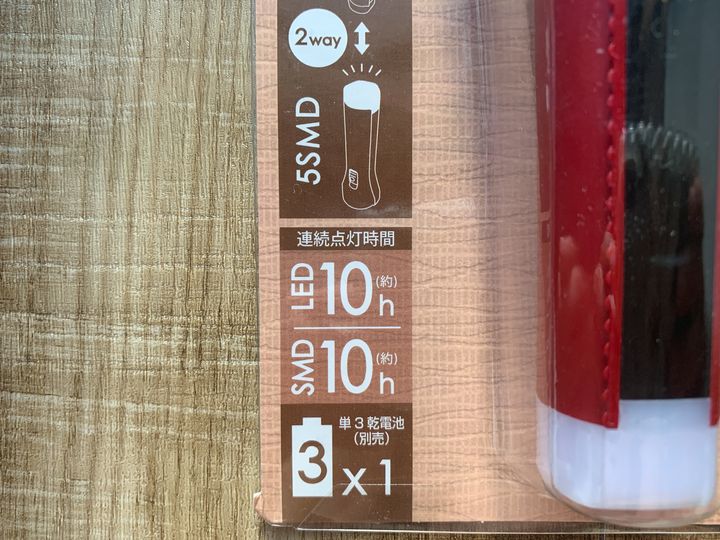 2way
5SMD
連続点灯時間
LED 10(約)h
SMD 10(約)h
単3乾電池
(別売)
3 x1